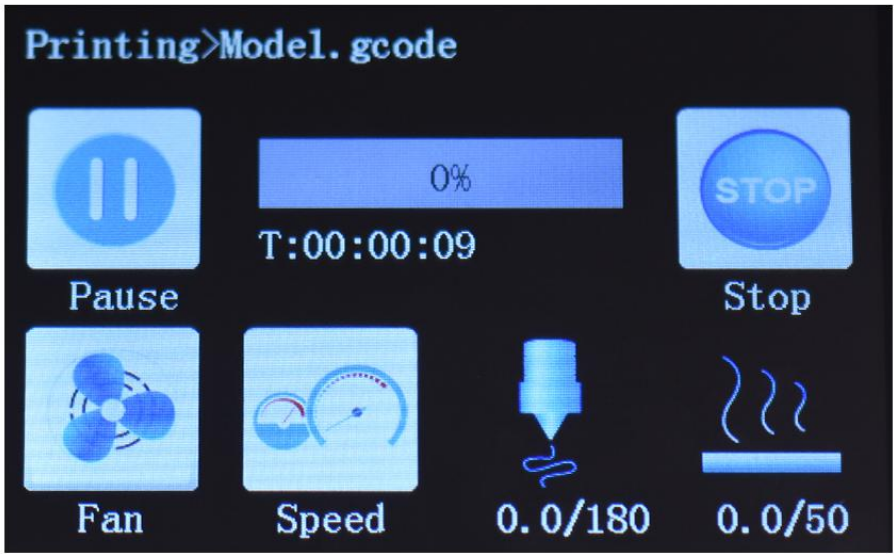 Printing>Model.gcode
0%
STOP
T:00:00:09
Pause
Stop
Fan
Speed
0.0/180
0.0/50